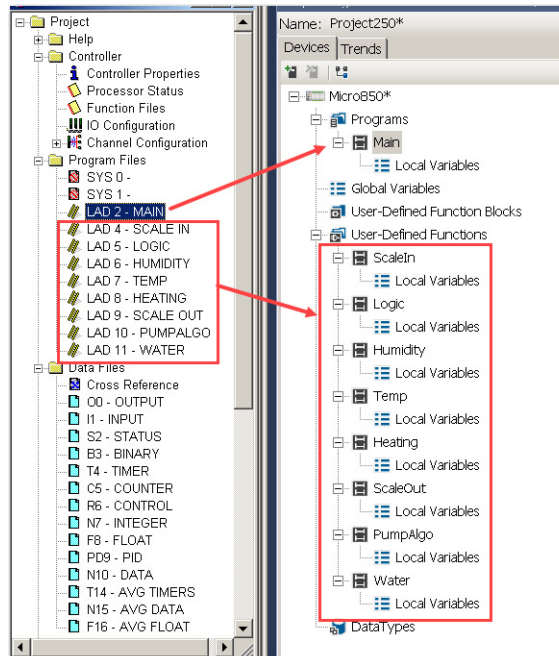 Project
Help
Controller
Controller Properties
Processor Status
Function Files
IO Configuration
Channel Configuration
Program Files
SYS 0 -
SYS 1 -
LAD 2 - MAIN
LAD 4 - SCALE IN
LAD 5 - LOGIC
LAD 6 - HUMIDITY
LAD 7 - TEMP
LAD 8 - HEATING
LAD 9 - SCALE OUT
LAD 10 - PUMPALGO
LAD 11 - WATER
Data Files
Cross Reference
O0 - OUTPUT
I1 - INPUT
S2 - STATUS
B3 - BINARY
T4 - TIMER
C5 - COUNTER
R6 - CONTROL
N7 - INTEGER
F8 - FLOAT
PD9 - PID
N10 - DATA
T14 - AVG TIMERS
N15 - AVG DATA
F16 - AVG FLOAT
Name: Project250*
Devices Trends
Micro850*
Programs
Main
Local Variables
Global Variables
User-Defined Function Blocks
User-Defined Functions
ScaleIn
Local Variables
Logic
Local Variables
Humidity
Local Variables
Temp
Local Variables
Heating
Local Variables
ScaleOut
Local Variables
PumpAlgo
Local Variables
Water
Local Variables
DataTypes